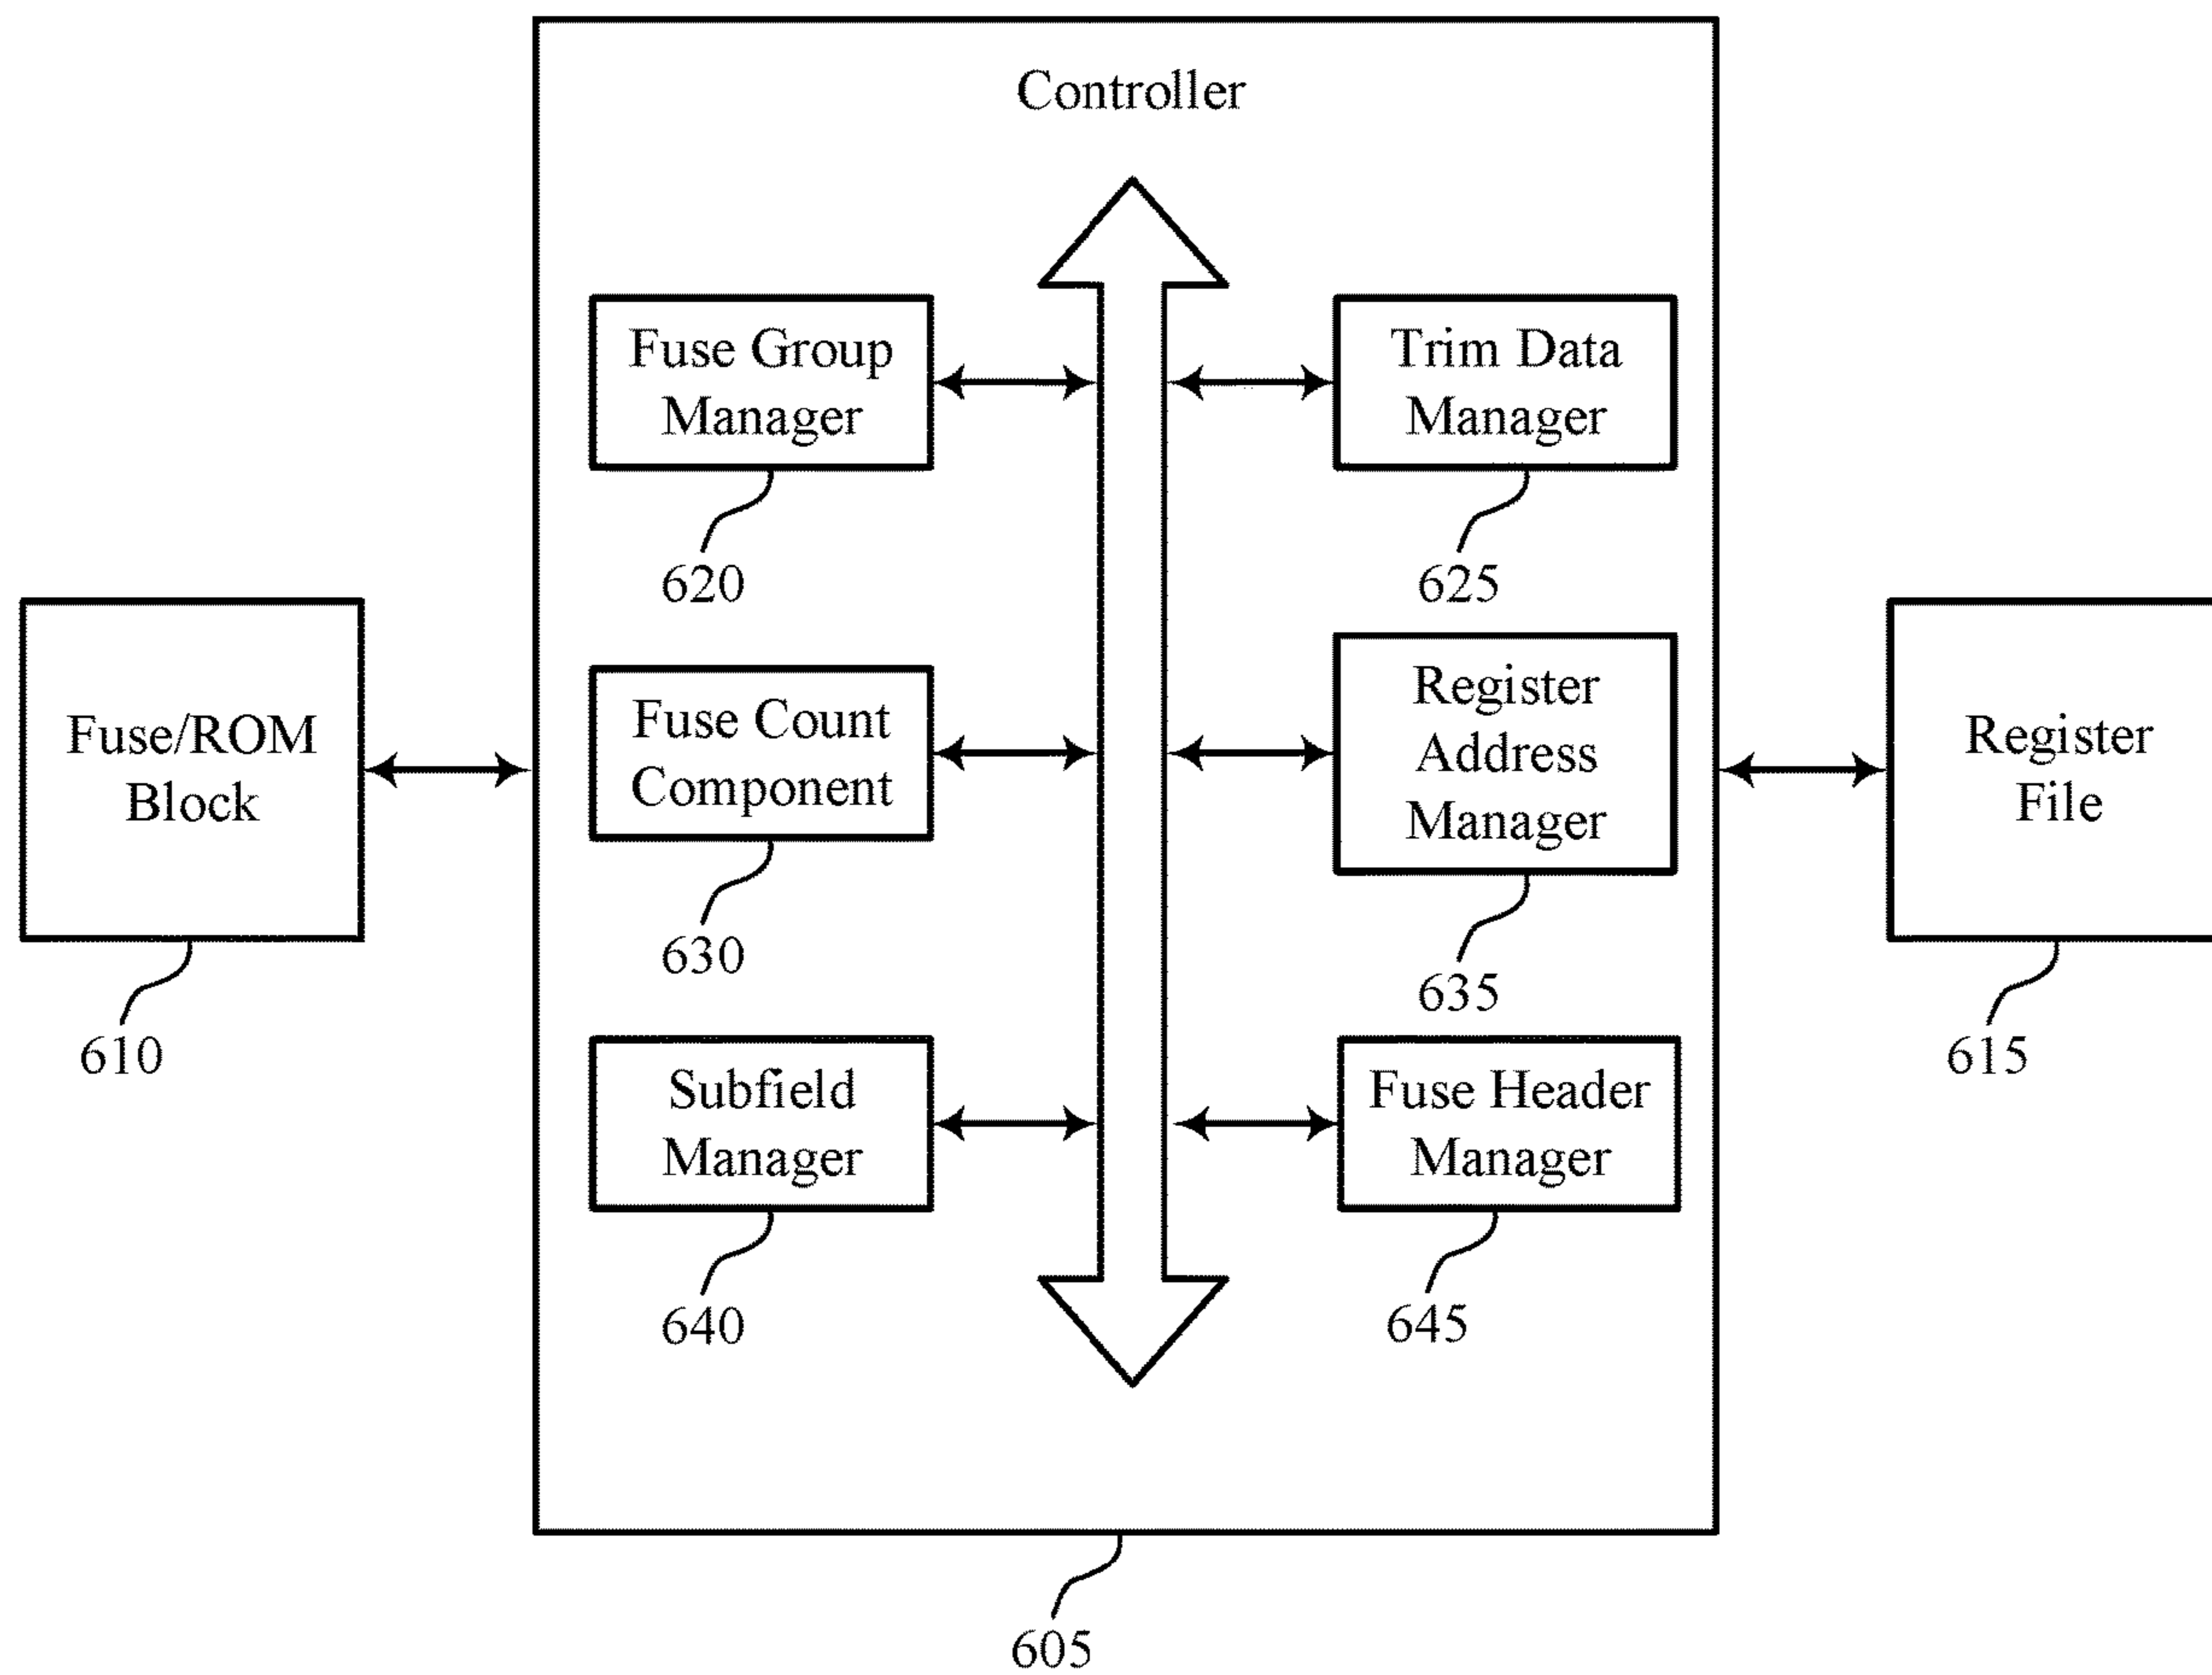 Controller
Fuse Group
Manager
620
Trim Data
Manager
625
Fuse/ROM
Block
610
Fuse Count
Component
630
Register
Address
Manager
635
Register
File
615
Subfield
Manager
640
Fuse Header
Manager
645
605